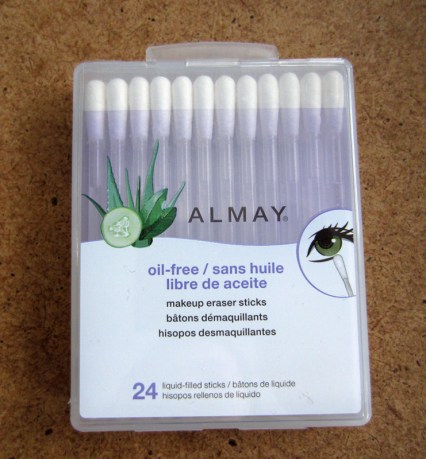 ALMAY®
oil-free / sans huile
libre de aceite
makeup eraser sticks
bâtons démaquillants
hisopos desmaquillantes
24 liquid-filled sticks / bâtons de liquide
hisopos rellenos de líquido